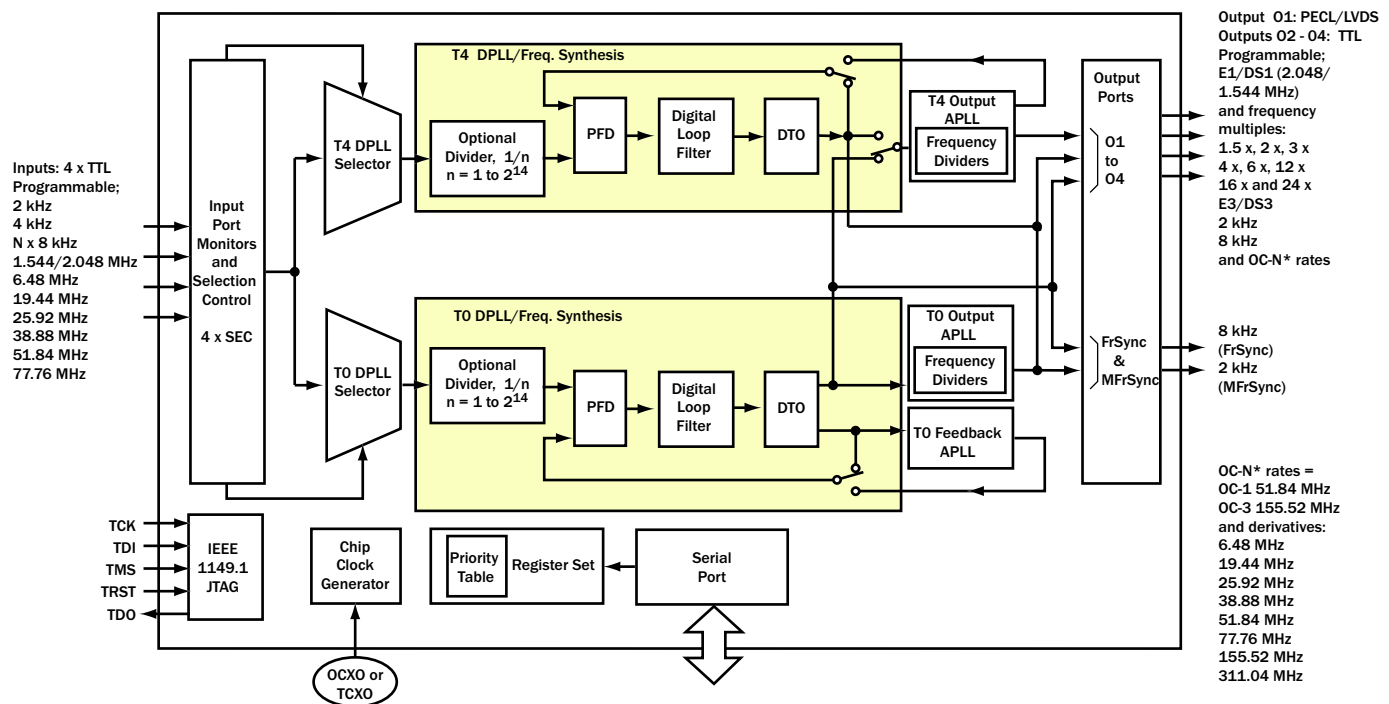 Inputs: 4 x TTL
Programmable;
2 kHz
4 kHz
N x 8 kHz
1.544/2.048 MHz
6.48 MHz
19.44 MHz
25.92 MHz
38.88 MHz
51.84 MHz
77.76 MHz
Input
Port
Monitors
and
Selection
Control
4 x SEC
T4 DPLL
Selector
T4 DPLL/Freq. Synthesis
Optional
Divider, 1/n
n = 1 to 2^14
PFD
Digital
Loop
Filter
DTO
T4 Output
APLL
Frequency
Dividers
Output
Ports
O1
to
O4
Output O1: PECL/LVDS
Outputs O2 - O4: TTL
Programmable;
E1/DS1 (2.048/
1.544 MHz)
and frequency
multiples:
1.5 x, 2 x, 3 x
4 x, 6 x, 12 x
16 x and 24 x
E3/DS3
2 kHz
8 kHz
and OC-N* rates
T0 DPLL
Selector
T0 DPLL/Freq. Synthesis
Optional
Divider, 1/n
n = 1 to 2^14
PFD
Digital
Loop
Filter
DTO
T0 Output
APLL
Frequency
Dividers
T0 Feedback
APLL
FrSync
&
MFrSync
8 kHz
(FrSync)
2 kHz
(MFrSync)
TCK
TDI
TMS
TRST
TDO
IEEE
1149.1
JTAG
Chip
Clock
Generator
OCXO or
TCXO
Priority
Table
Register Set
Serial
Port
OC-N* rates =
OC-1 51.84 MHz
OC-3 155.52 MHz
and derivatives:
6.48 MHz
19.44 MHz
25.92 MHz
38.88 MHz
51.84 MHz
77.76 MHz
155.52 MHz
311.04 MHz